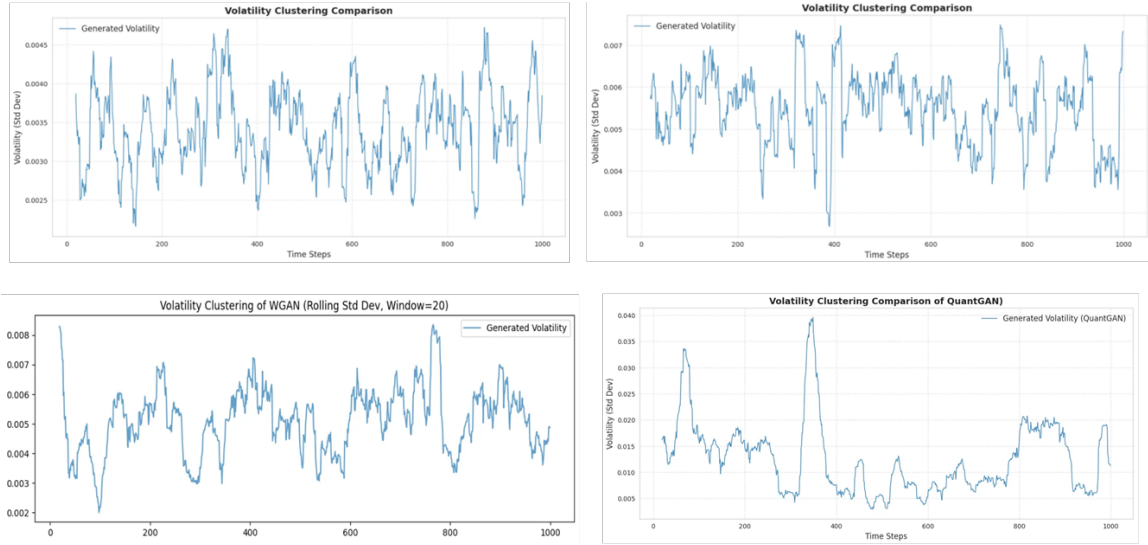 Volatility Clustering Comparison
Generated Volatility
Volatility (Std Dev)
0.0045
0.0040
0.0035
0.0030
0.0025
0 200 400 600 800 1000
Time Steps
Volatility Clustering Comparison
Generated Volatility
Volatility (Std Dev)
0.007
0.006
0.005
0.004
0.003
0 200 400 600 800 1000
Time Steps
Volatility Clustering of WGAN (Rolling Std Dev, Window=20)
Generated Volatility
0.008
0.007
0.006
0.005
0.004
0.003
0.002
0 200 400 600 800 1000
Volatility Clustering Comparison of QuantGAN)
Generated Volatility (QuantGAN)
Volatility (Std Dev)
0.040
0.035
0.030
0.025
0.020
0.015
0.010
0.005
0 200 400 600 800 1000
Time Steps